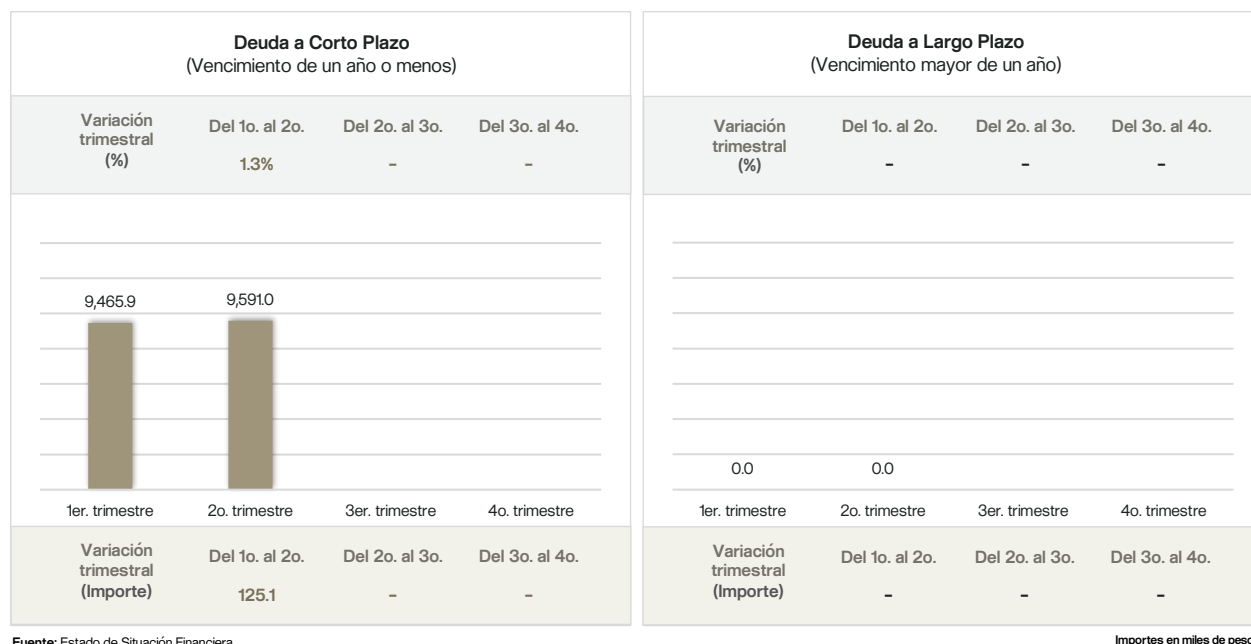 Deuda a Corto Plazo
(Vencimiento de un año o menos)
Variación
trimestral
(%)
Del 1o. al 2o.
Del 2o. al 3o.
Del 3o. al 4o.
1.3%
–
–
9,465.9
9,591.0
1er. trimestre
2o. trimestre
3er. trimestre
4o. trimestre
Variación
trimestral
(Importe)
Del 1o. al 2o.
Del 2o. al 3o.
Del 3o. al 4o.
125.1
–
–
Deuda a Largo Plazo
(Vencimiento mayor de un año)
Variación
trimestral
(%)
Del 1o. al 2o.
Del 2o. al 3o.
Del 3o. al 4o.
–
–
–
0.0
0.0
1er. trimestre
2o. trimestre
3er. trimestre
4o. trimestre
Variación
trimestral
(Importe)
Del 1o. al 2o.
Del 2o. al 3o.
Del 3o. al 4o.
–
–
–
Fuente: Estado de Situación Financiera
Importes en miles de peso